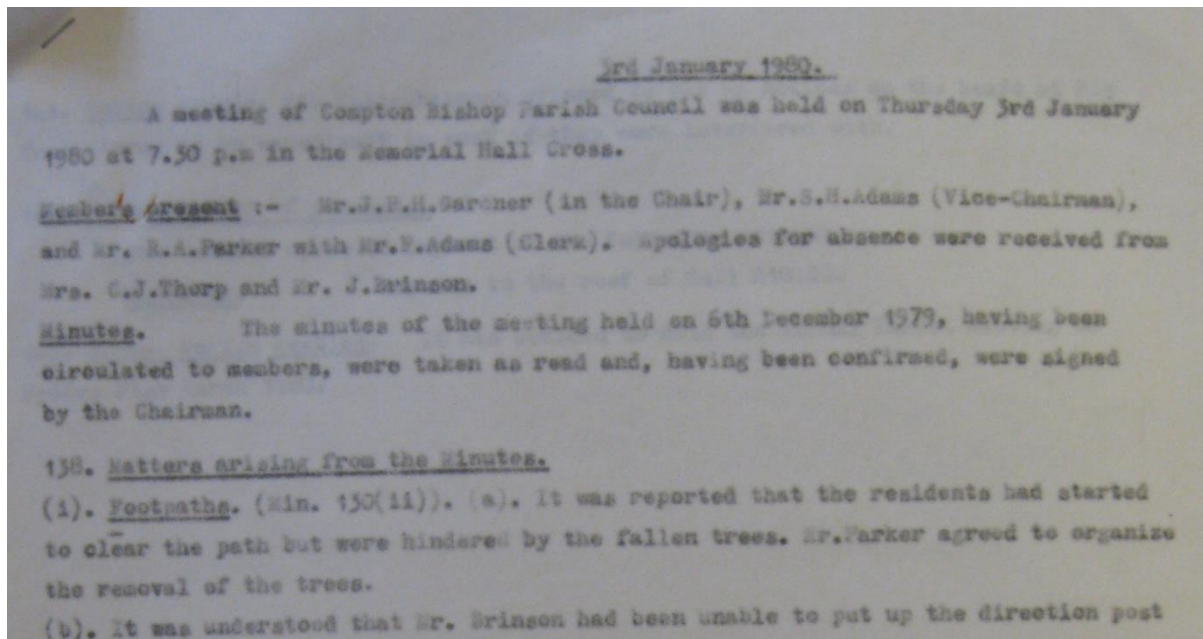 3rd January 1980.
A meeting of Compton Bishop Parish Council was held on Thursday 3rd January
1980 at 7.30 p.m in the Memorial Hall Cross.
Member's present :- Mr.J.P.H.Gardner (in the Chair), Mr.S.H.Adams (Vice-Chairman),
and Mr. R.A.Parker with Mr.F.Adams (Clerk). Apologies for absence were received from
Mrs. C.J.Thorp and Mr. J.Brinson.
Minutes. The minutes of the meeting held on 6th December 1979, having been
circulated to members, were taken as read and, having been confirmed, were signed
by the Chairman.
138. Matters arising from the Minutes.
(i). Footpaths. (Min. 130(ii)). (a). It was reported that the residents had started
to clear the path but were hindered by the fallen trees. Mr.Parker agreed to organize
the removal of the trees.
(b). It was understood that Mr. Brinson had been unable to put up the direction post